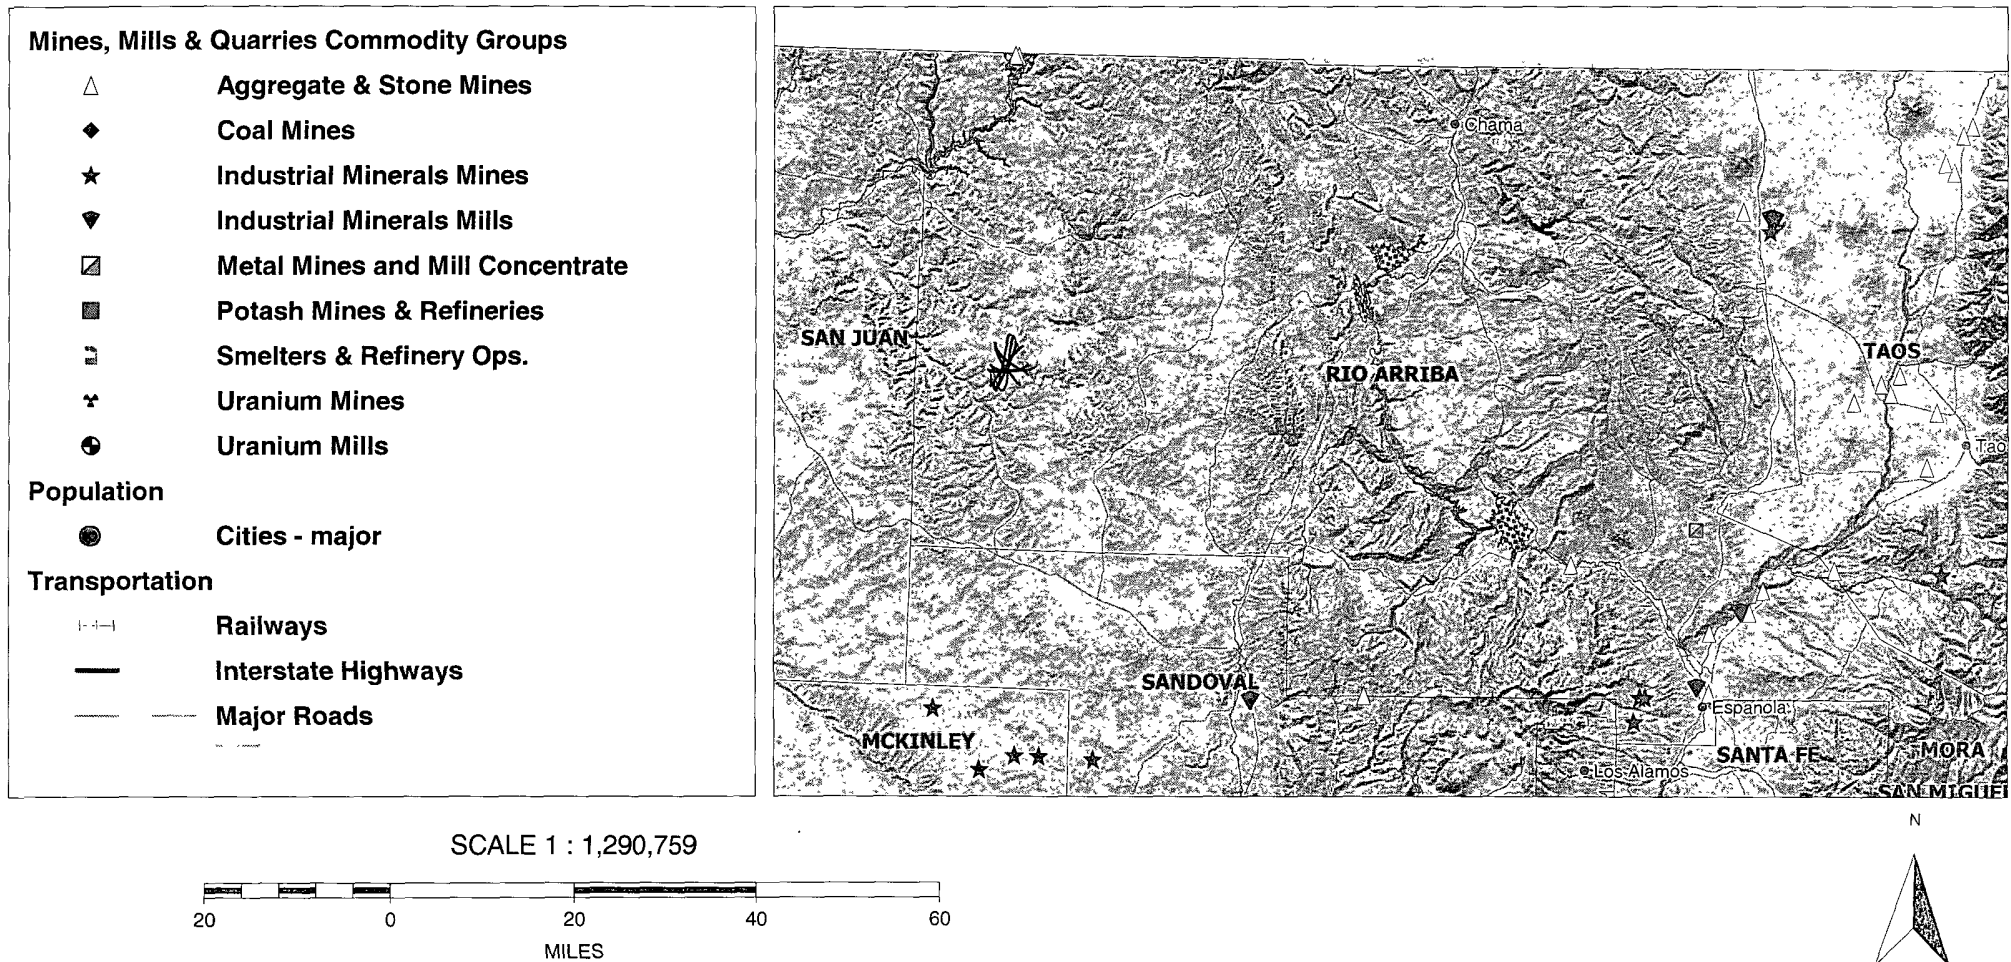 Mines, Mills & Quarries Commodity Groups
Aggregate & Stone Mines
Coal Mines
Industrial Minerals Mines
Industrial Minerals Mills
Metal Mines and Mill Concentrate
Potash Mines & Refineries
Smelters & Refinery Ops.
Uranium Mines
Uranium Mills
Population
Cities - major
Transportation
Railways
Interstate Highways
Major Roads
Chama
SAN JUAN
RIO ARRIBA
TAOS
Tao
SANDOVAL
MCKINLEY
Espanola
SANTA FE
MORA
Los Alamos
SAN MIGUEL
SCALE 1 : 1,290,759
20 0 20 40 60
MILES
N